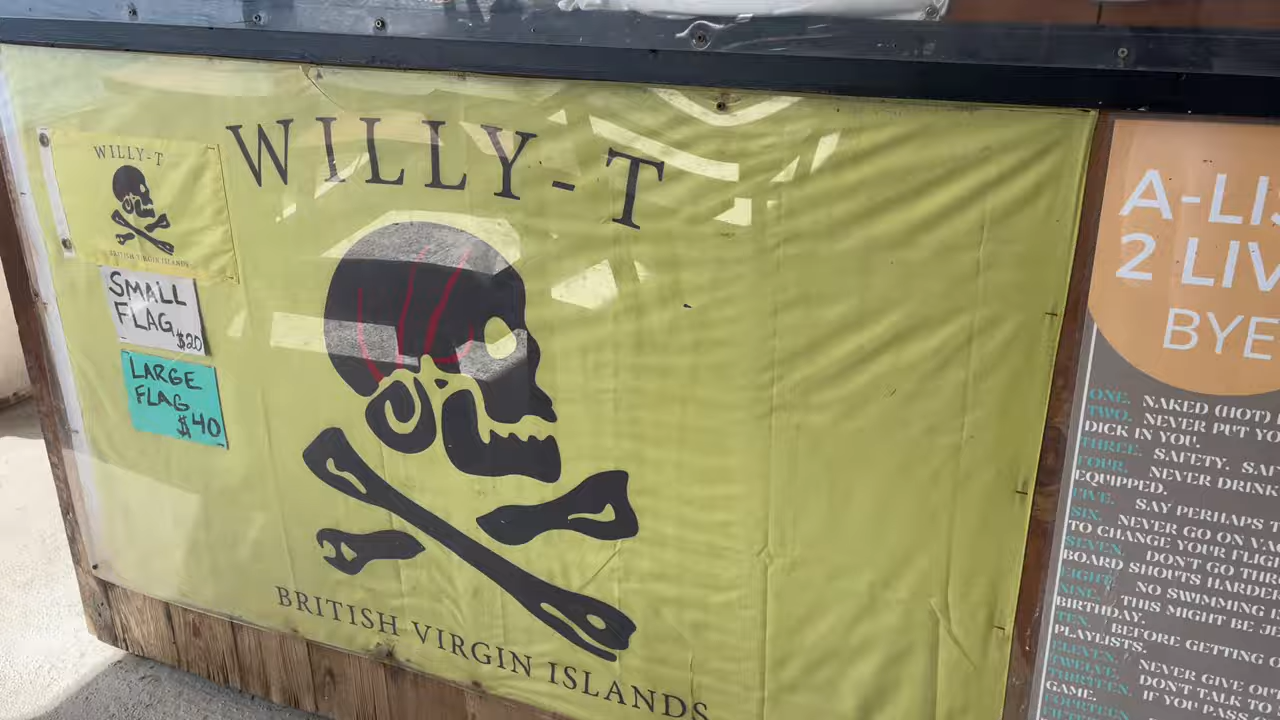 WILLY-T
BRITISH VIRGIN ISLANDS
SMALL
FLAG
$20
LARGE
FLAG
$40
WILLY-T
BRITISH VIRGIN ISLANDS
A-LI
2 LIV
BYE
ONE. NAKED (HOT)
TWO. NEVER PUT YO
DICK IN YOU.
THREE. SAFETY. SAF
FOUR. NEVER DRINK
EQUIPPED.
FIVE. SAY PERHAPS T
SIX. NEVER GO ON VA
TO CHANGE YOUR FLIGH
SEVEN. DON'T GO THR
BOARD SHOUTS HARDER
EIGHT. NO SWIMMING
NINE. THIS MIGHT BE JE
BIRTHDAY.
TEN. BEFORE GETTING
PLAYLISTS.
ELEVEN. NEVER GIVE OUT
TWELVE. DON'T TALK TO
THIRTEEN. IF YOU PASS
GAME.
FOURTEEN.